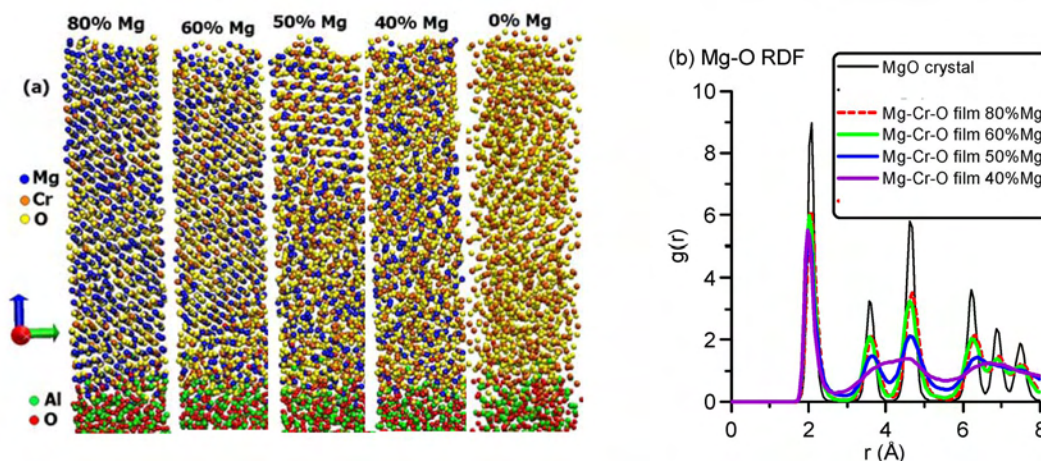 80% Mg
60% Mg
50% Mg
40% Mg
0% Mg
(a)
Mg
Cr
O
Al
O
(b) Mg-O RDF
MgO crystal
Mg-Cr-O film 80%Mg
Mg-Cr-O film 60%Mg
Mg-Cr-O film 50%Mg
Mg-Cr-O film 40%Mg
10
8
6
4
2
0
g(r)
0
2
4
6
8
r (Å)